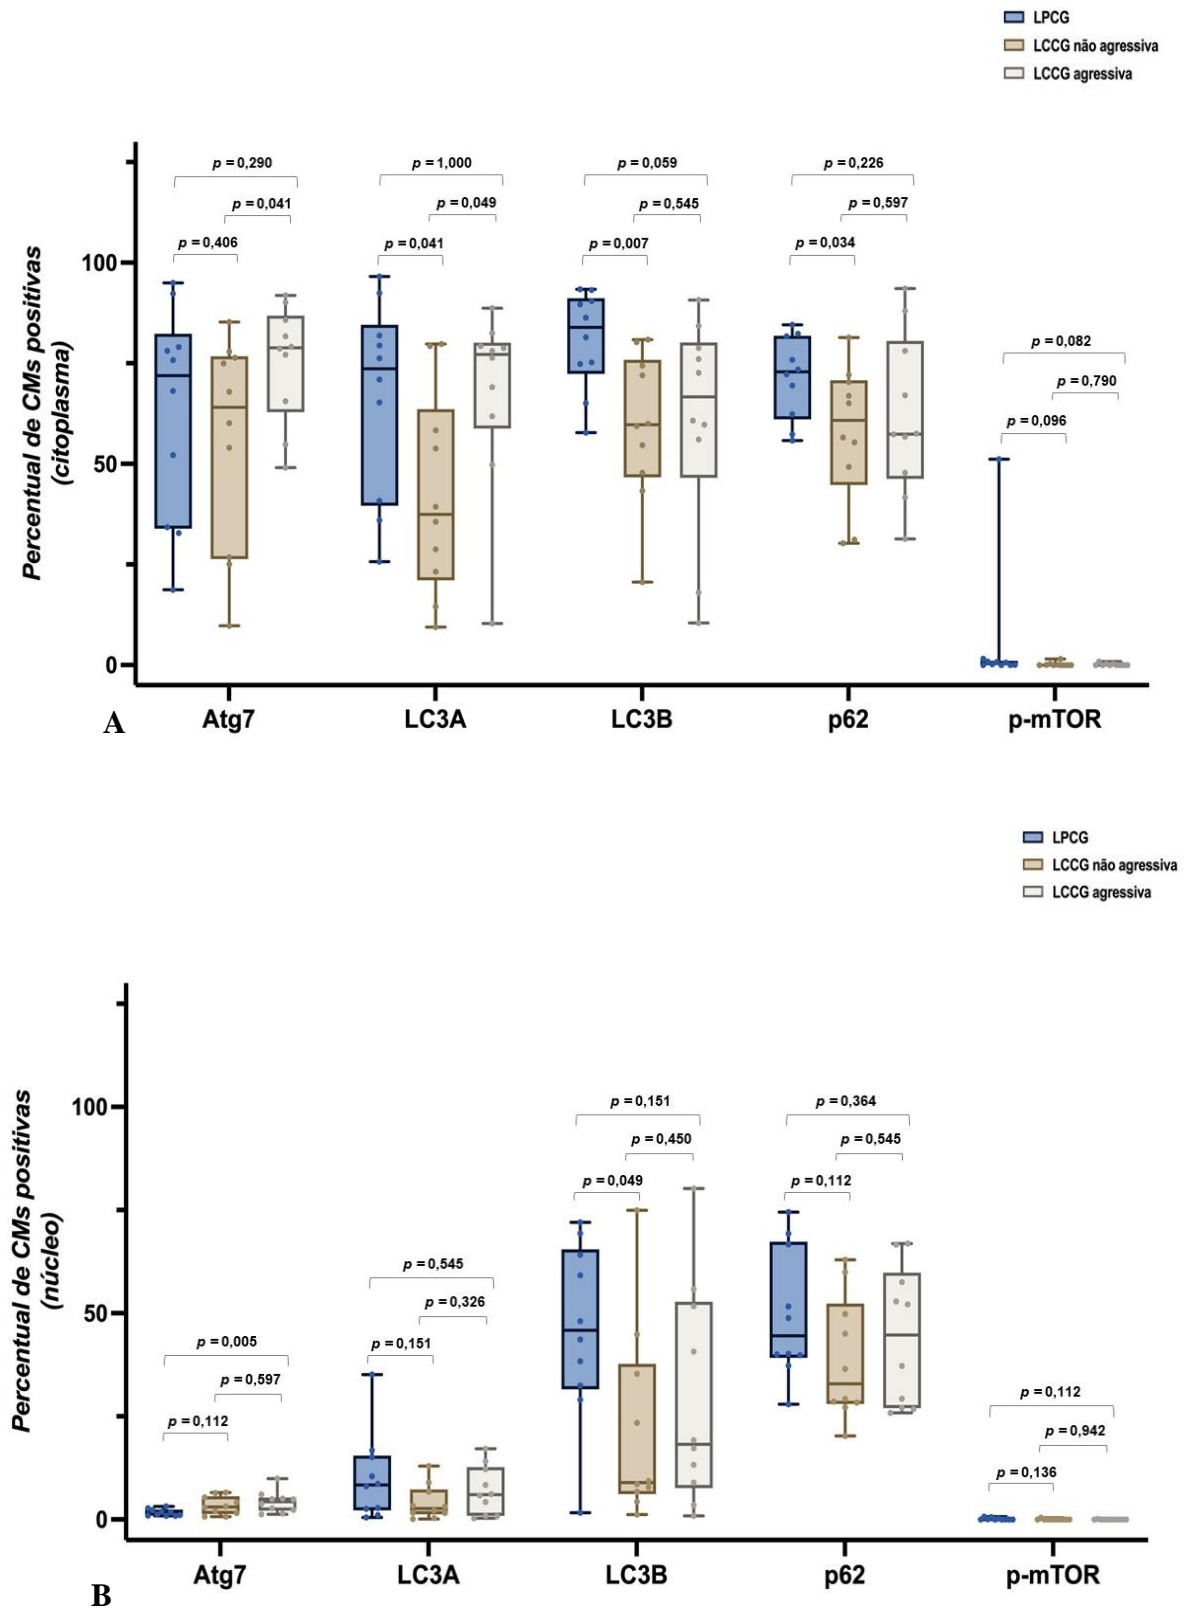 LPCG
LCCG não agressiva
LCCG agressiva
p = 0,290
p = 1,000
p = 0,059
p = 0,226
p = 0,041
p = 0,049
p = 0,545
p = 0,597
p = 0,406
p = 0,041
p = 0,007
p = 0,034
p = 0,082
p = 0,790
p = 0,096
Percentual de CMs positivas
(citoplasma)
100
50
0
A
Atg7
LC3A
LC3B
p62
p-mTOR
LPCG
LCCG não agressiva
LCCG agressiva
p = 0,151
p = 0,364
p = 0,450
p = 0,545
p = 0,049
p = 0,112
p = 0,545
p = 0,326
p = 0,151
p = 0,005
p = 0,597
p = 0,112
p = 0,112
p = 0,942
p = 0,136
Percentual de CMs positivas
(núcleo)
100
50
0
B
Atg7
LC3A
LC3B
p62
p-mTOR